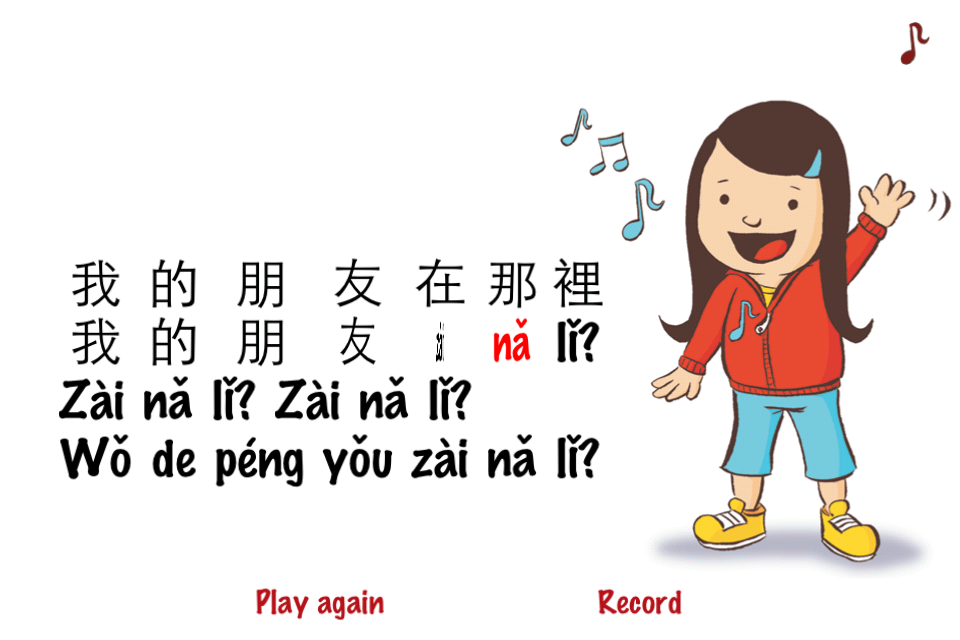 我的朋友在那裡
我的朋友 zài nǎ lǐ?
Zài nǎ lǐ? Zài nǎ lǐ?
Wǒ de péng yǒu zài nǎ lǐ?
Play again
Record